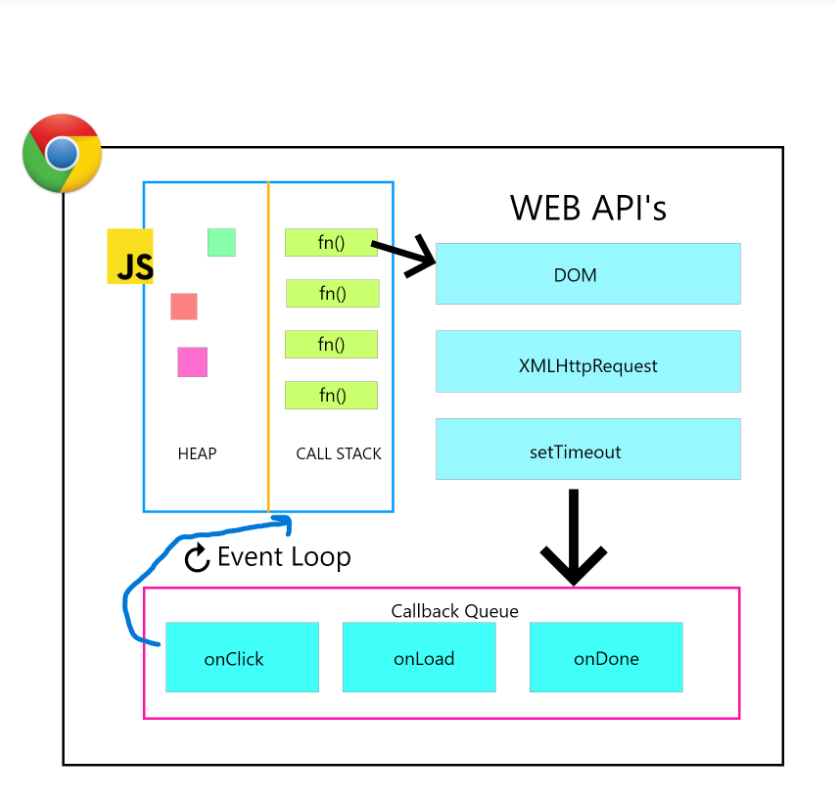 WEB API's
JS
fn()
fn()
fn()
fn()
HEAP
CALL STACK
DOM
XMLHttpRequest
setTimeout
Event Loop
Callback Queue
onClick
onLoad
onDone